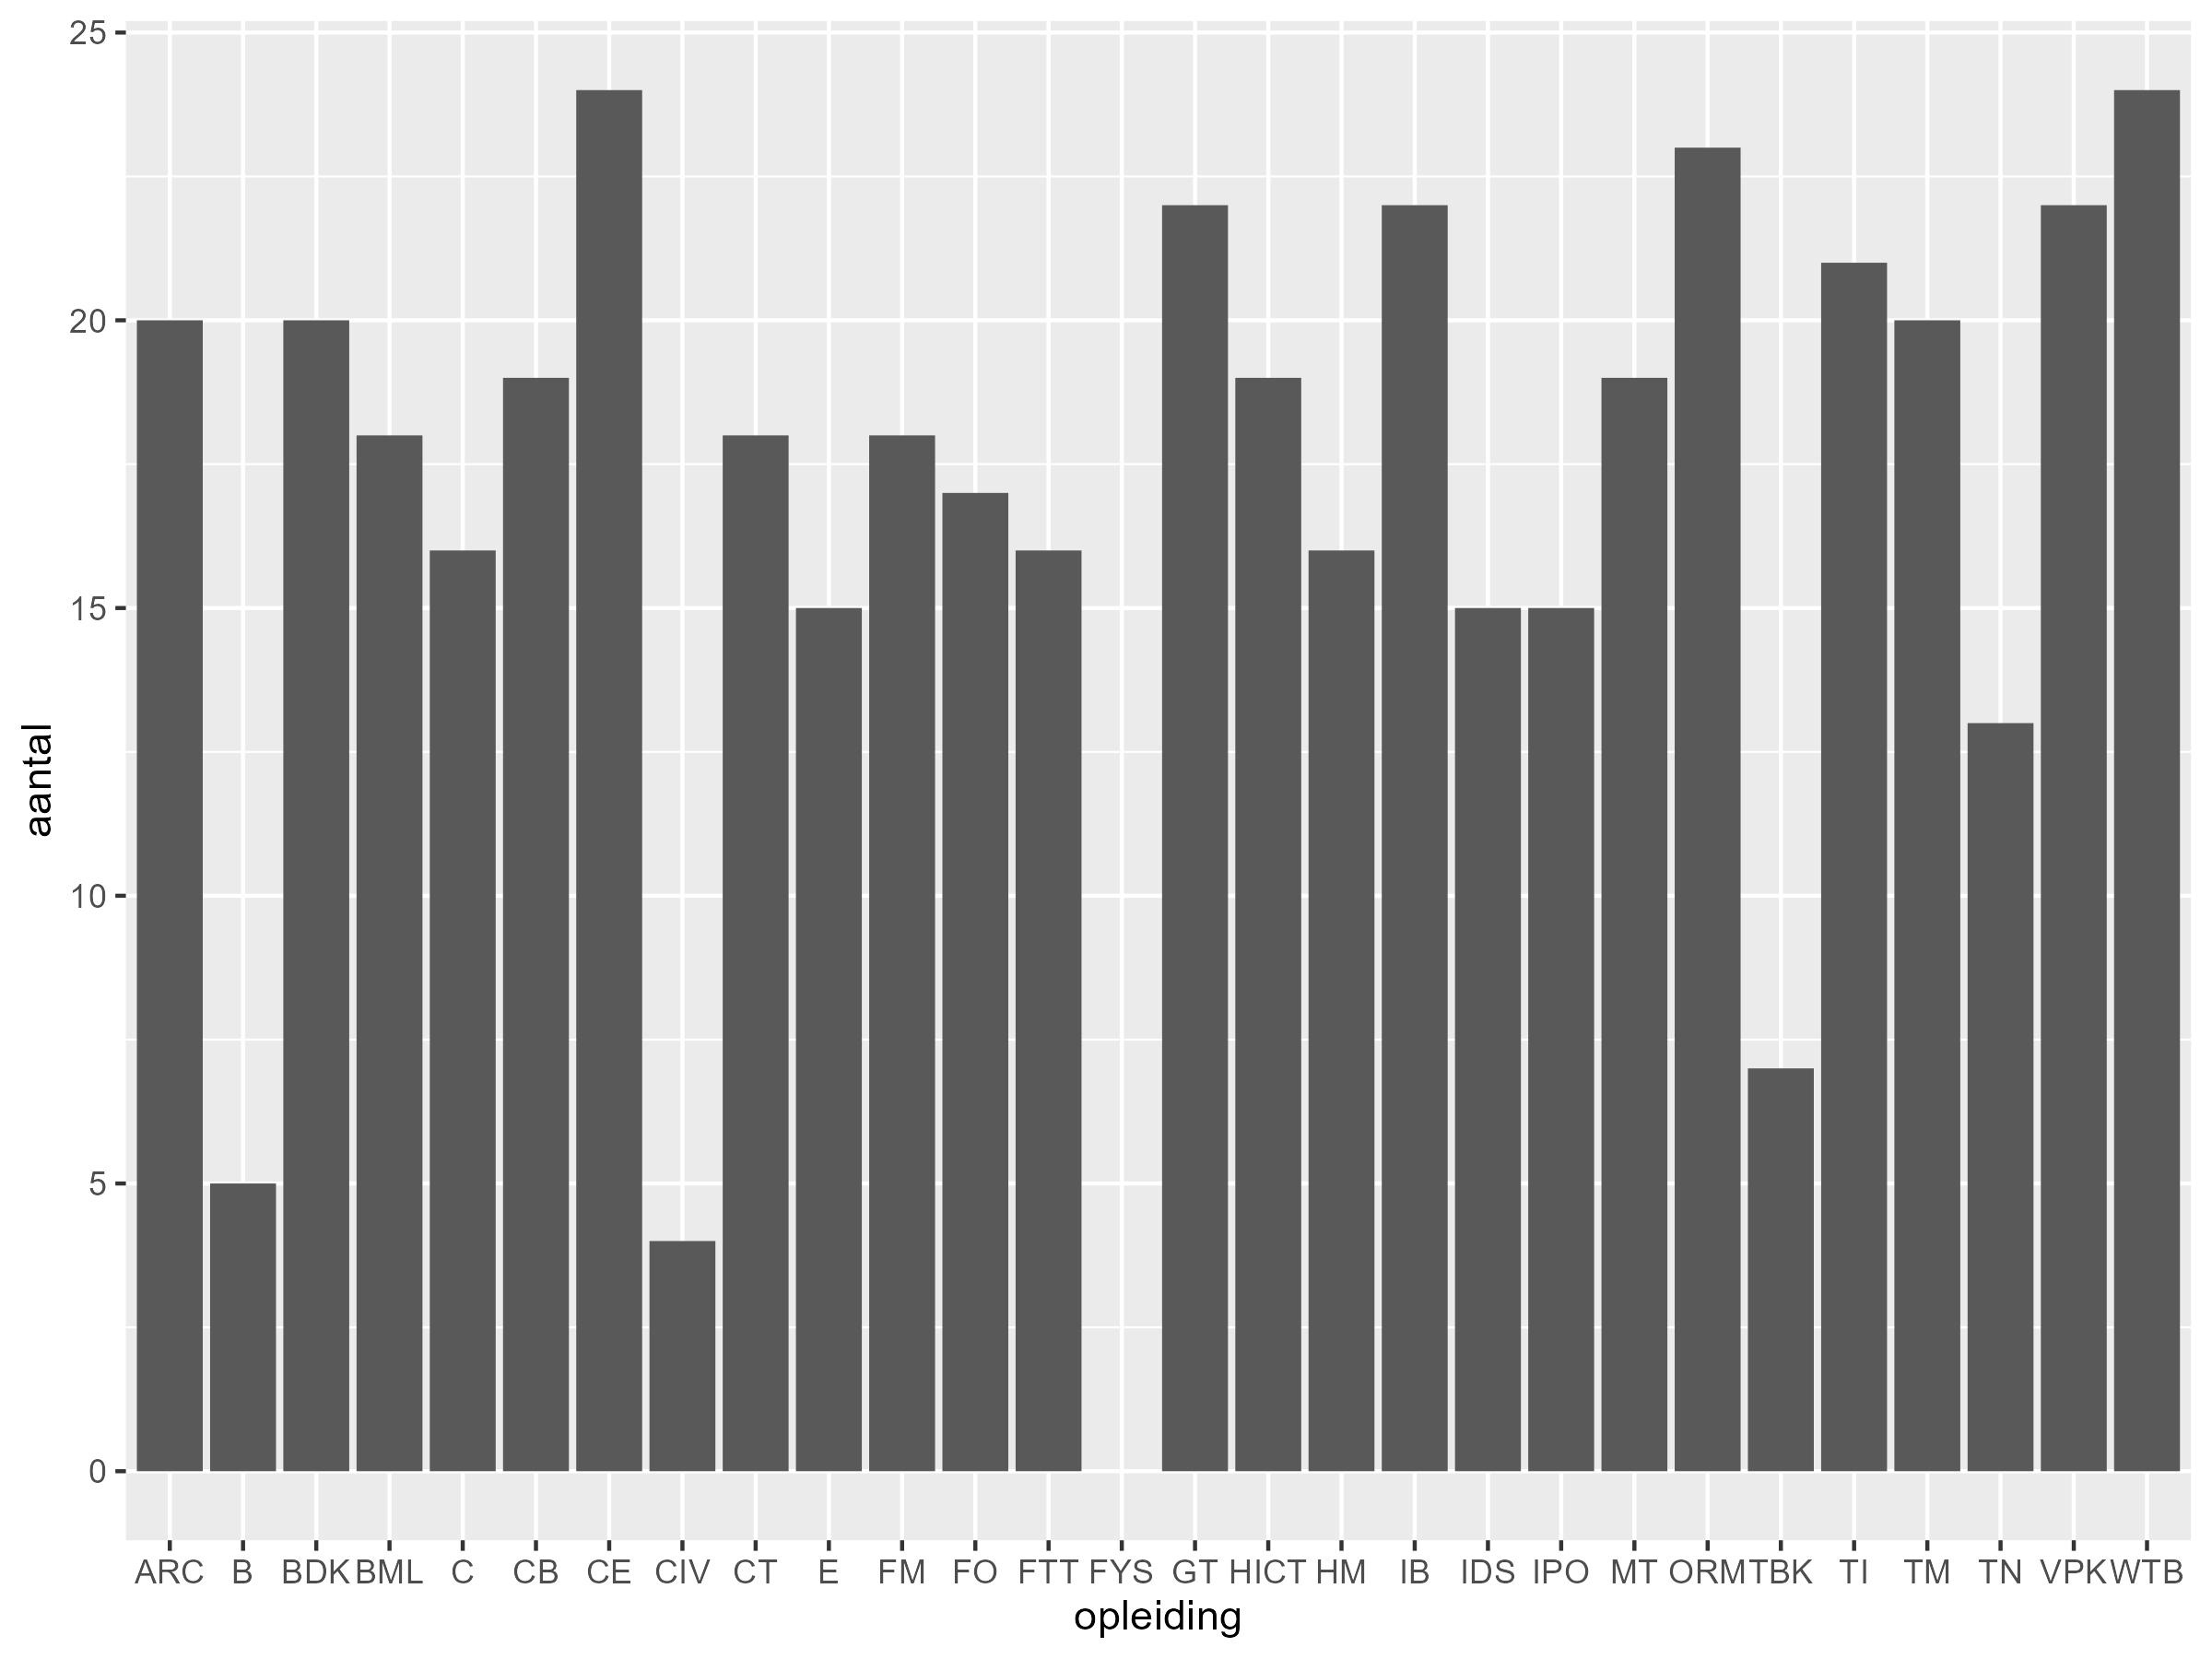 25
20
15
10
5
0
aantal
ARC B BDK BML C CB CE CIV CT E FM FO FTT FYS GT HICT HM IB IDS IPO MT ORM TBK TI TM TN VPK WTB
opleiding